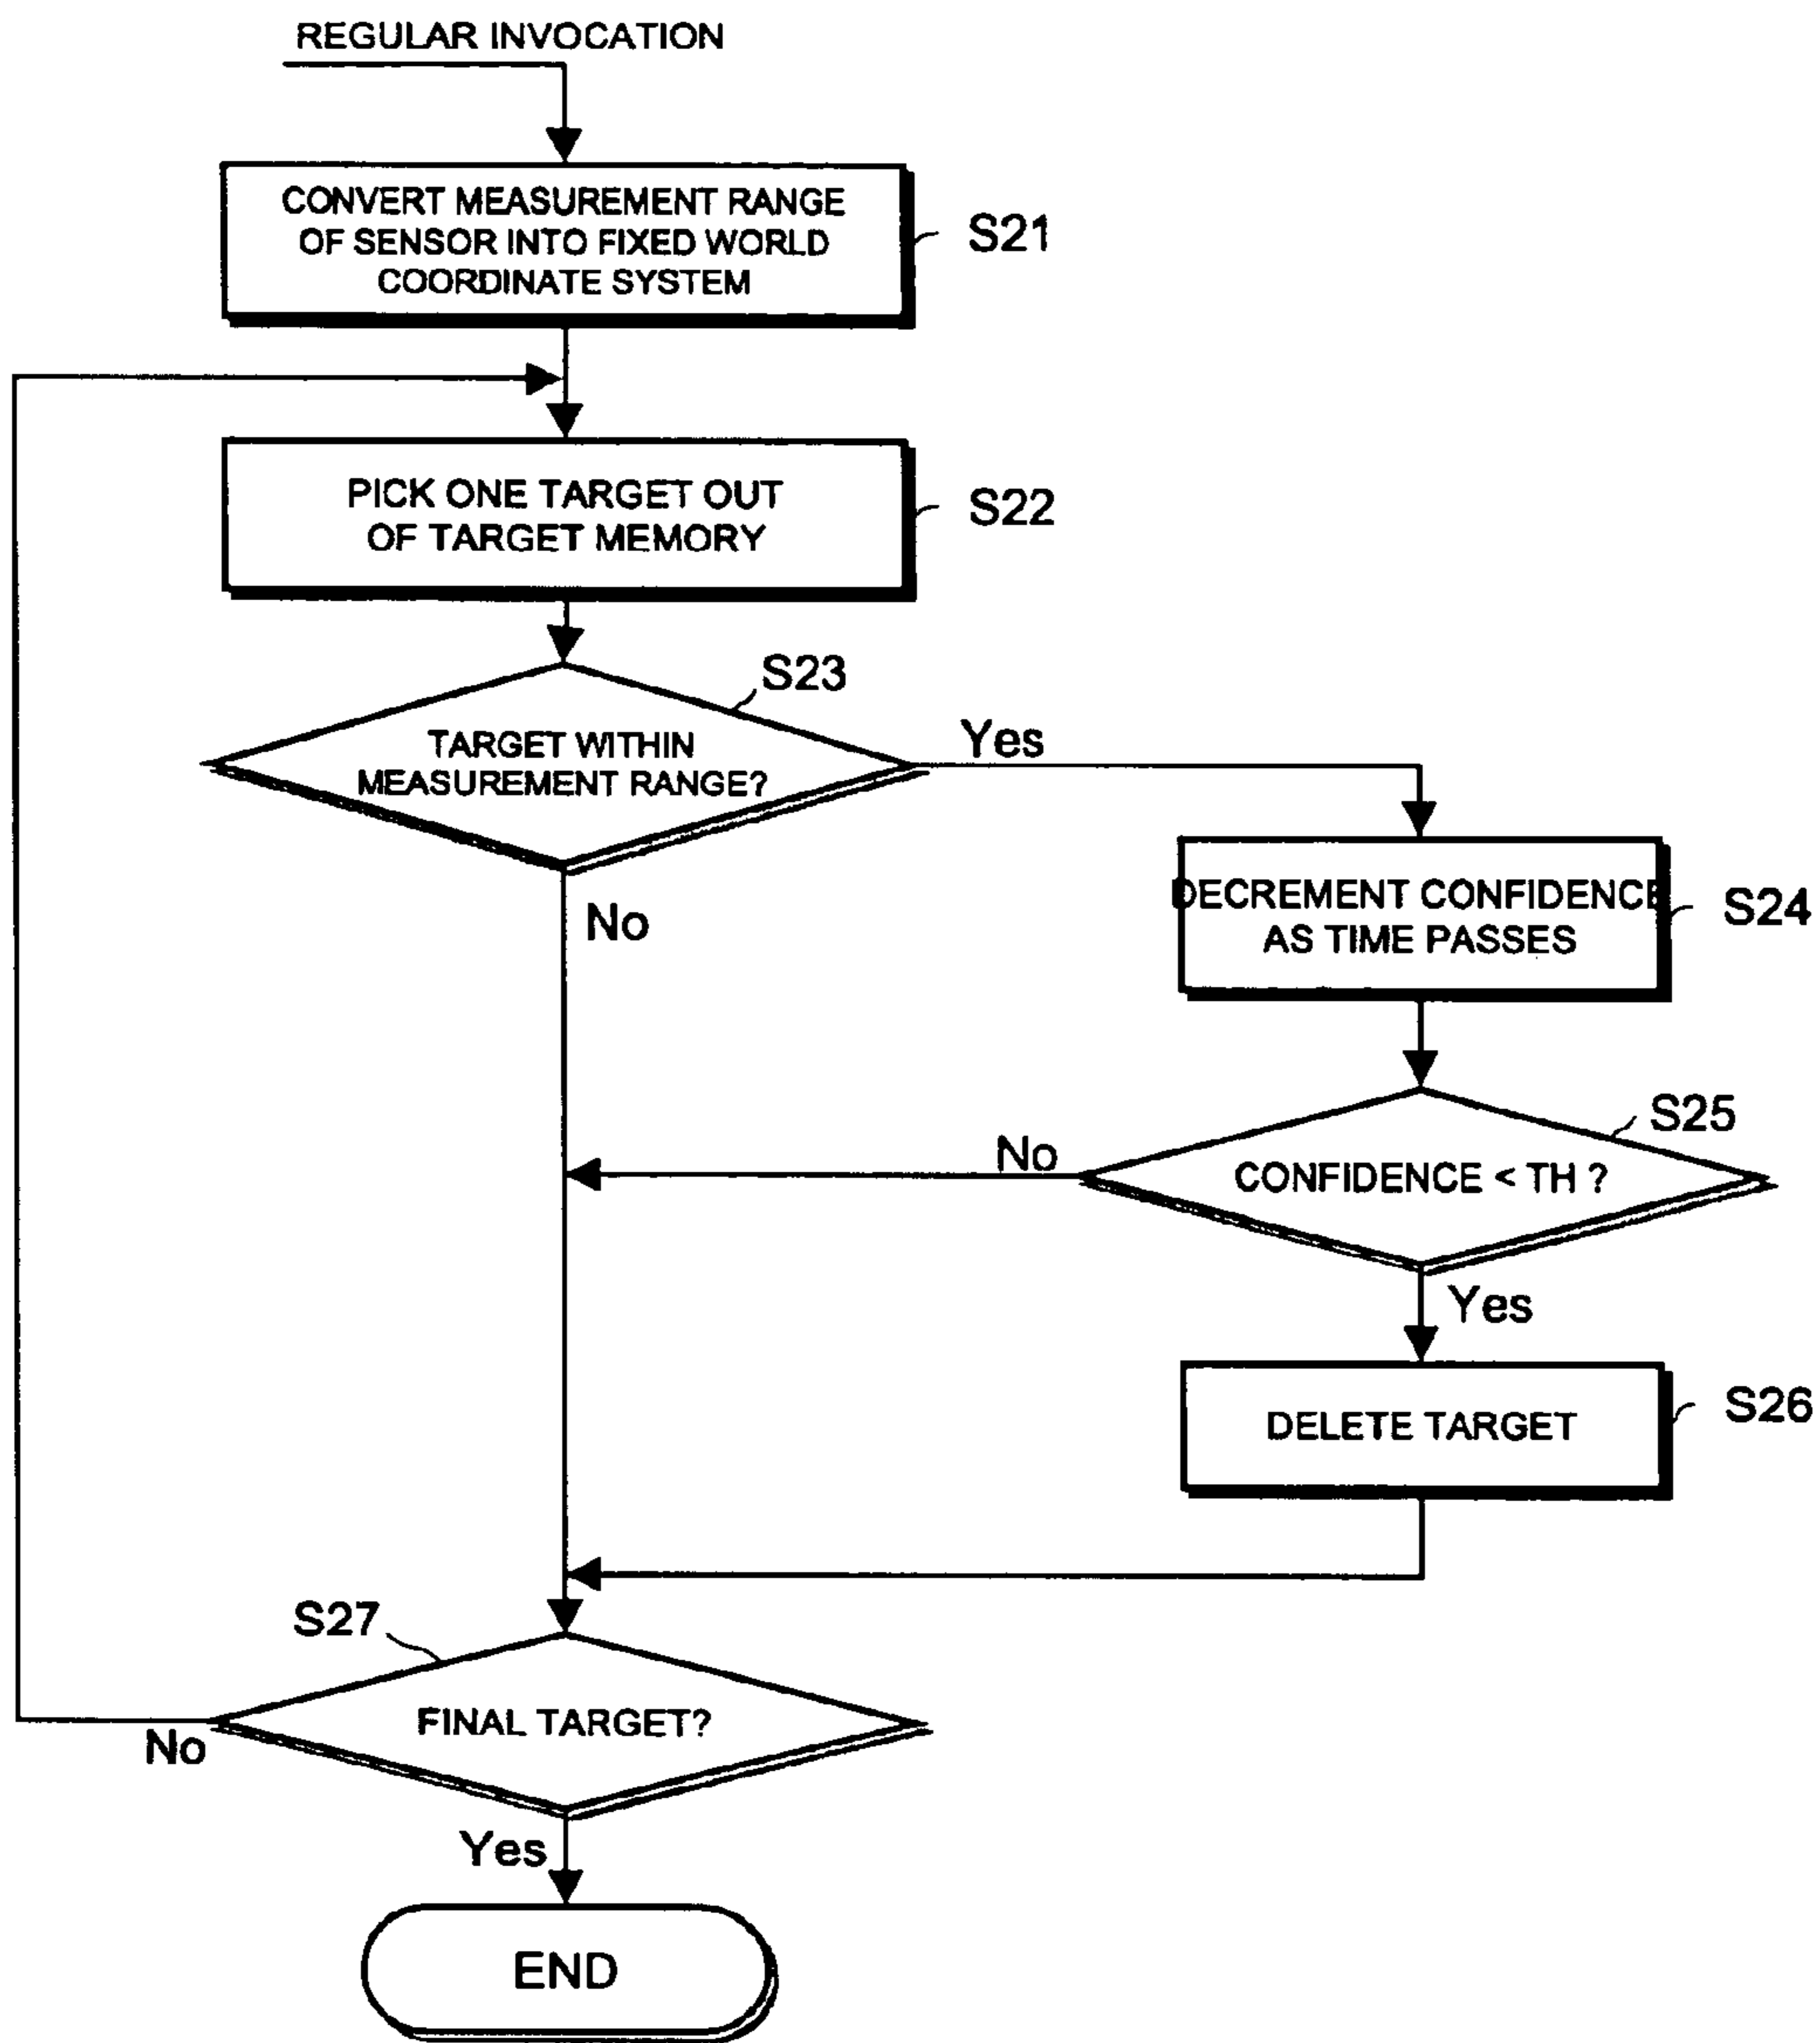 REGULAR INVOCATION
CONVERT MEASUREMENT RANGE
OF SENSOR INTO FIXED WORLD
COORDINATE SYSTEM
S21
PICK ONE TARGET OUT
OF TARGET MEMORY
S22
S23
TARGET WITHIN
MEASUREMENT RANGE?
Yes
No
DECREMENT CONFIDENCE
AS TIME PASSES
S24
S25
CONFIDENCE < TH ?
No
Yes
DELETE TARGET
S26
S27
FINAL TARGET?
No
Yes
END